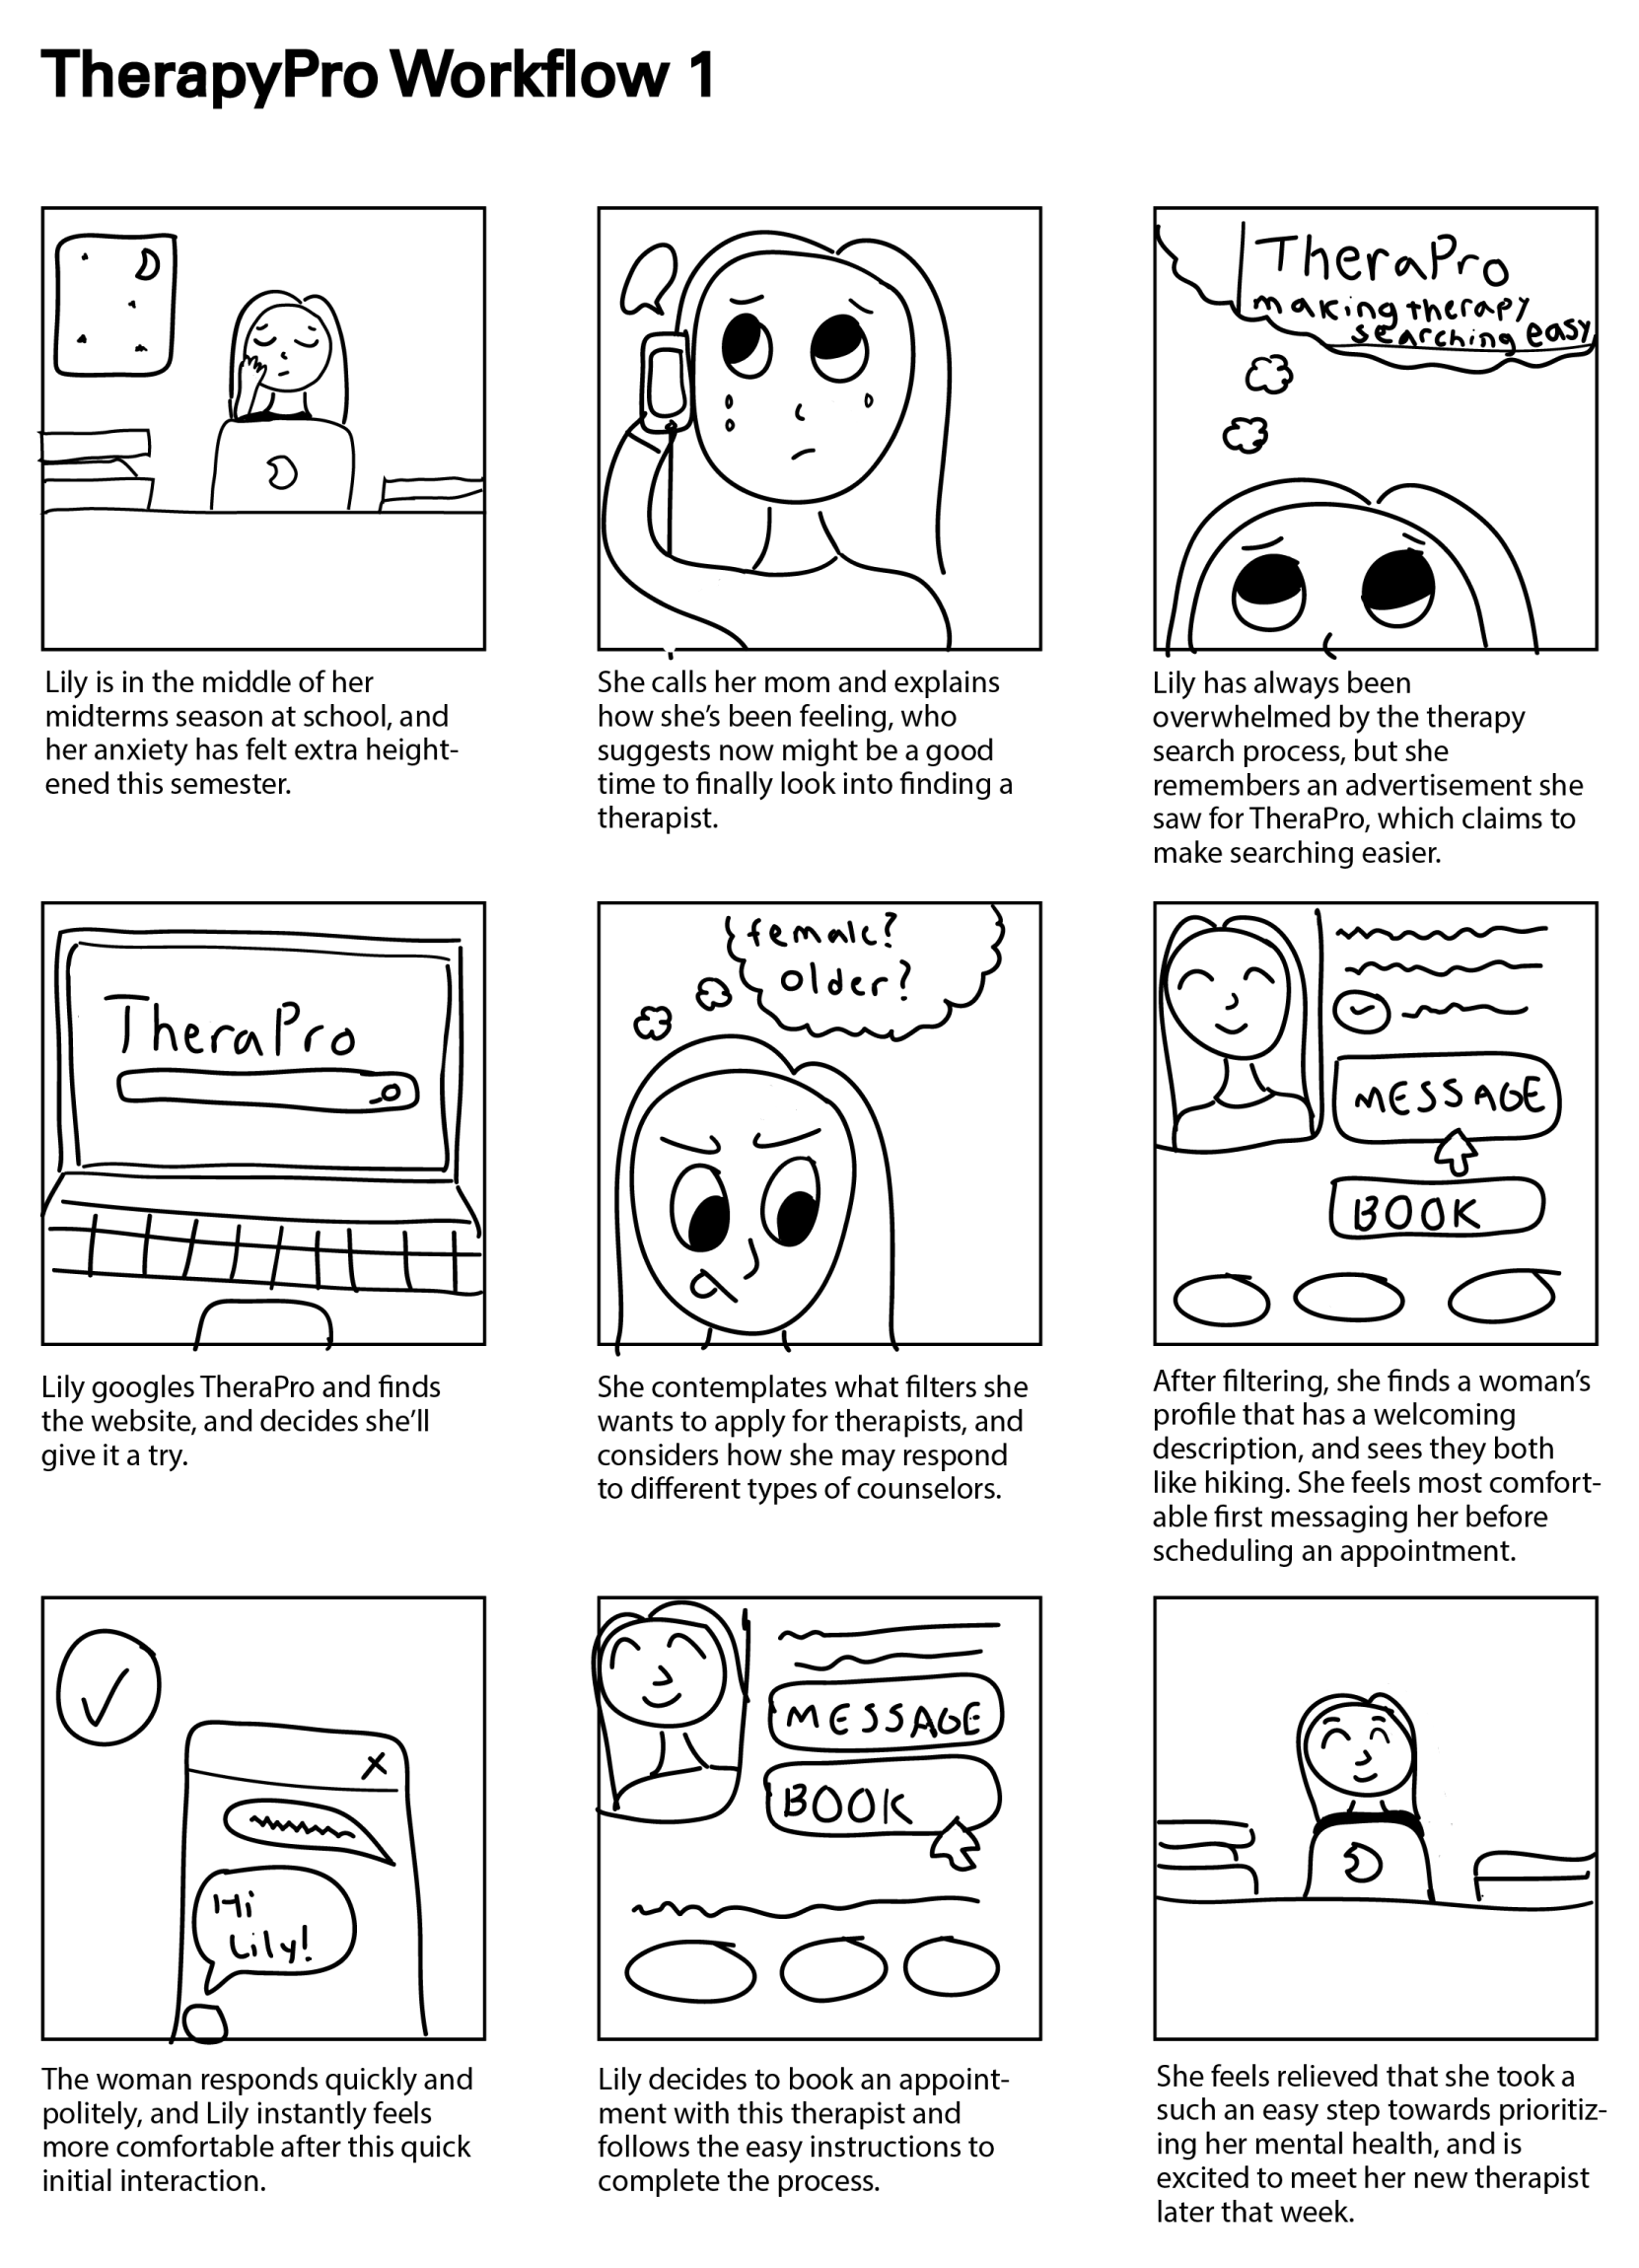 TherapyPro Workflow 1
TheraPro
making therapy
searching easy
Lily is in the middle of her
midterms season at school, and
her anxiety has felt extra height-
ened this semester.
She calls her mom and explains
how she's been feeling, who
suggests now might be a good
time to finally look into finding a
therapist.
Lily has always been
overwhelmed by the therapy
search process, but she
remembers an advertisement she
saw for TheraPro, which claims to
make searching easier.
TheraPro
female?
older?
MESSAGE
BOOK
Lily googles TheraPro and finds
the website, and decides she'll
give it a try.
She contemplates what filters she
wants to apply for therapists, and
considers how she may respond
to different types of counselors.
After filtering, she finds a woman's
profile that has a welcoming
description, and sees they both
like hiking. She feels most comfort-
able first messaging her before
scheduling an appointment.
Hi
Lily!
MESSAGE
BOOK
The woman responds quickly and
politely, and Lily instantly feels
more comfortable after this quick
initial interaction.
Lily decides to book an appoint-
ment with this therapist and
follows the easy instructions to
complete the process.
She feels relieved that she took a
such an easy step towards prioritiz-
ing her mental health, and is
excited to meet her new therapist
later that week.